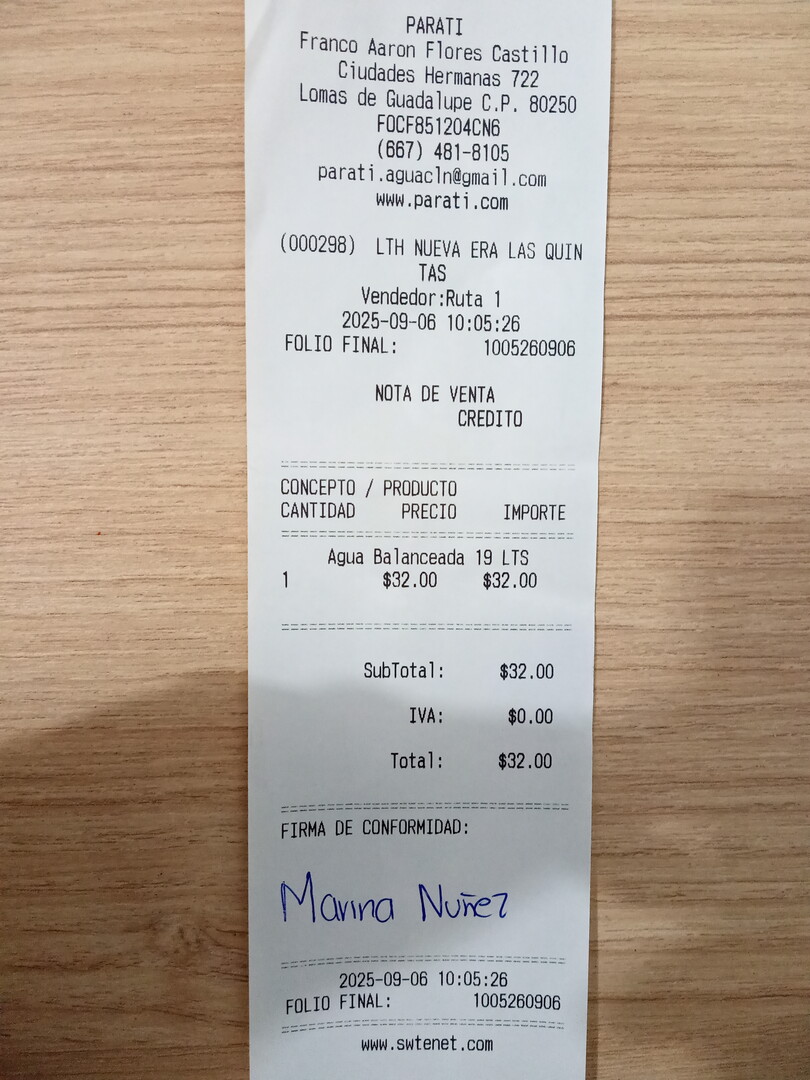 PARATI
Franco Aaron Flores Castillo
Ciudades Hermanas 722
Lomas de Guadalupe C.P. 80250
FOCF851204CN6
(667) 481-8105
parati.aguacln@gmail.com
www.parati.com
(000298) LTH NUEVA ERA LAS QUIN
TAS
Vendedor:Ruta 1
2025-09-06 10:05:26
FOLIO FINAL: 1005260906
NOTA DE VENTA
CREDITO
CONCEPTO / PRODUCTO
CANTIDAD PRECIO IMPORTE
Agua Balanceada 19 LTS
1 $32.00 $32.00
SubTotal: $32.00
IVA: $0.00
Total: $32.00
FIRMA DE CONFORMIDAD:
Marina Nuñez
2025-09-06 10:05:26
FOLIO FINAL: 1005260906
www.swtenet.com